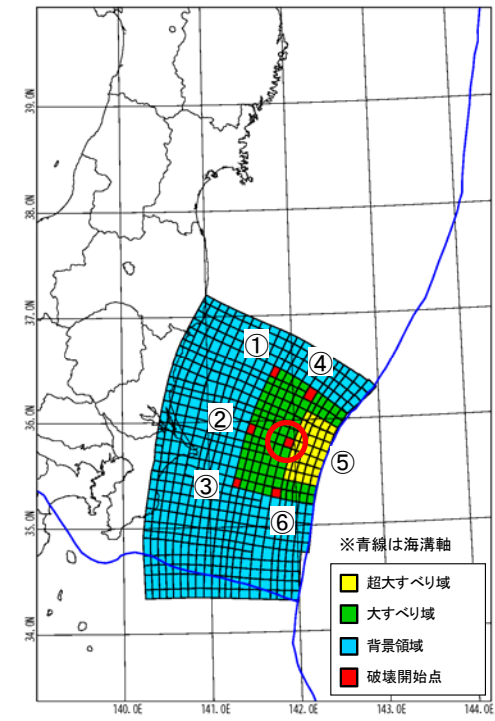 39.0N
38.0N
37.0N
①
④
36.0N
②
⑤
③
⑥
35.0N
※青線は海溝軸
超大すべり域
大すべり域
34.0N
背景領域
破壊開始点
140.0E
141.0E
142.0E
143.0E
144.0E